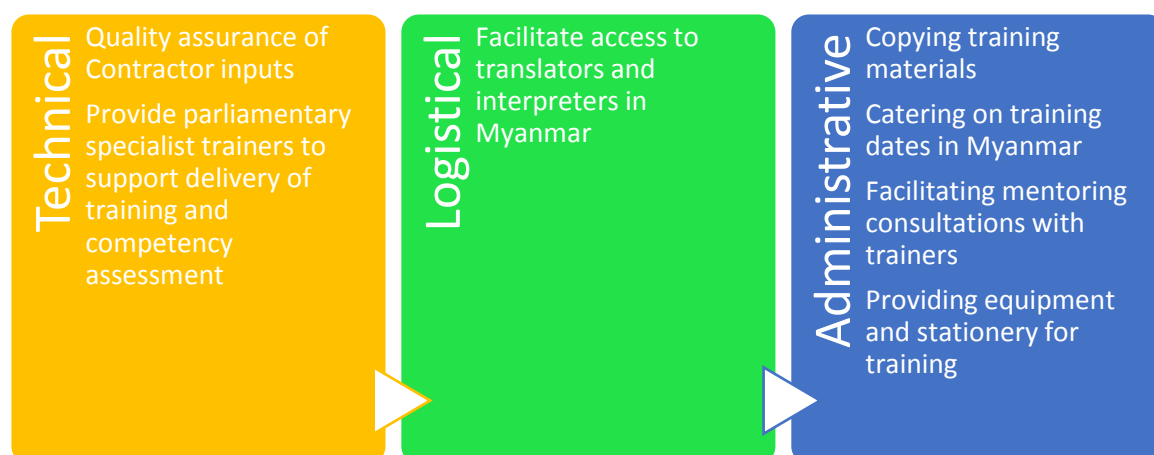 Technical
Quality assurance of
Contractor inputs
Provide parliamentary
specialist trainers to
support delivery of
training and
competency
assessment
Logistical
Facilitate access to
translators and
interpreters in
Myanmar
Administrative
Copying training
materials
Catering on training
dates in Myanmar
Facilitating mentoring
consultations with
trainers
Providing equipment
and stationery for
training